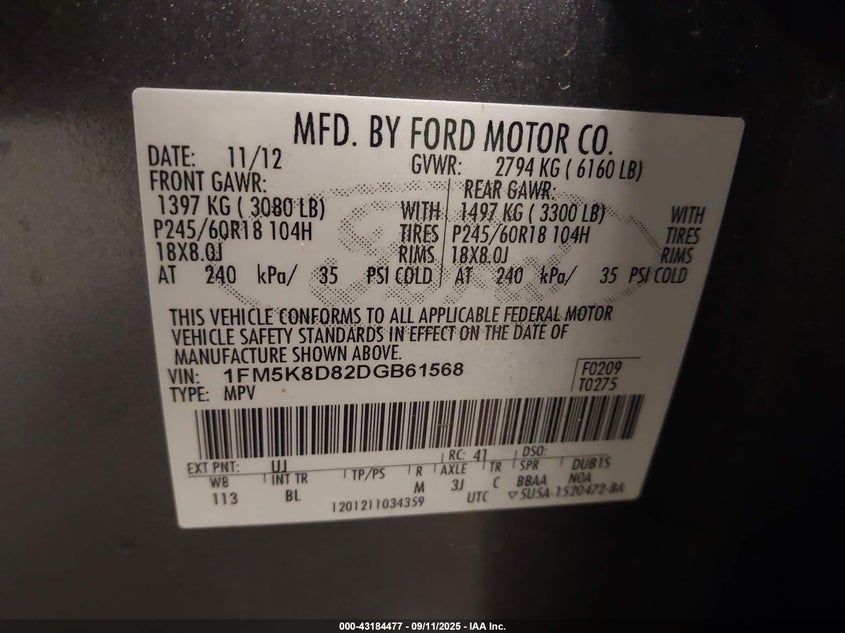 MFD. BY FORD MOTOR CO.
DATE: 11/12 GVWR: 2794 KG ( 6160 LB)
FRONT GAWR: REAR GAWR:
1397 KG ( 3080 LB) WITH 1497 KG ( 3300 LB) WITH
P245/60R18 104H TIRES P245/60R18 104H TIRES
18X8.0J RIMS 18X8.0J RIMS
AT 240 kPa/ 35 PSI COLD AT 240 kPa/ 35 PSI COLD
THIS VEHICLE CONFORMS TO ALL APPLICABLE FEDERAL MOTOR
VEHICLE SAFETY STANDARDS IN EFFECT ON THE DATE OF
MANUFACTURE SHOWN ABOVE.
VIN: 1FM5K8D82DGB61568 F0209
TYPE: MPV T0275
EXT PNT: UJ RC: 41 DSO:
WB INT TR TP/PS R AXLE TR SPR DUB1S
113 BL M 3J C BBAA NOA
1201211034359 UTC ▽5U5A-1520472-BA
000-43184477 - 09/11/2025 - IAA Inc.